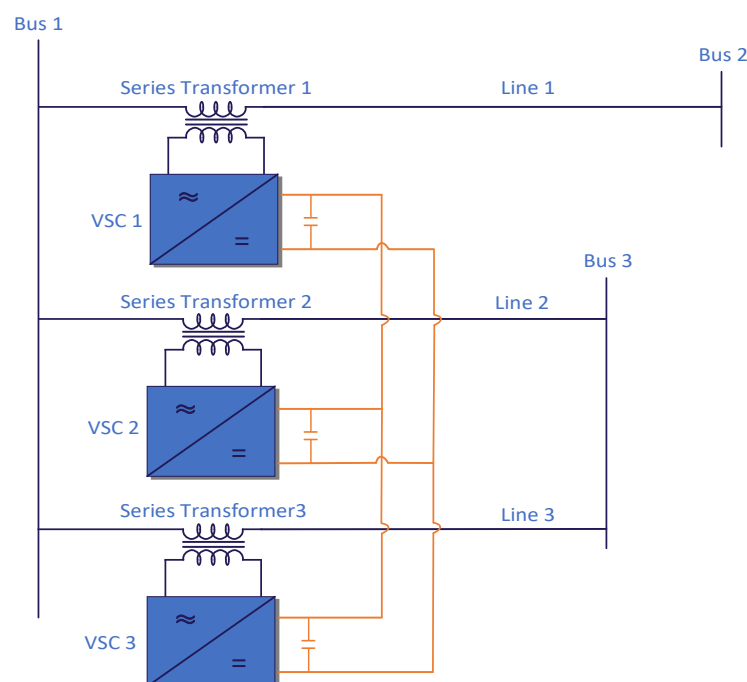 Bus 1
Bus 2
Series Transformer 1
Line 1
≈
VSC 1
=
Bus 3
Series Transformer 2
Line 2
≈
VSC 2
=
Series Transformer3
Line 3
≈
VSC 3
=